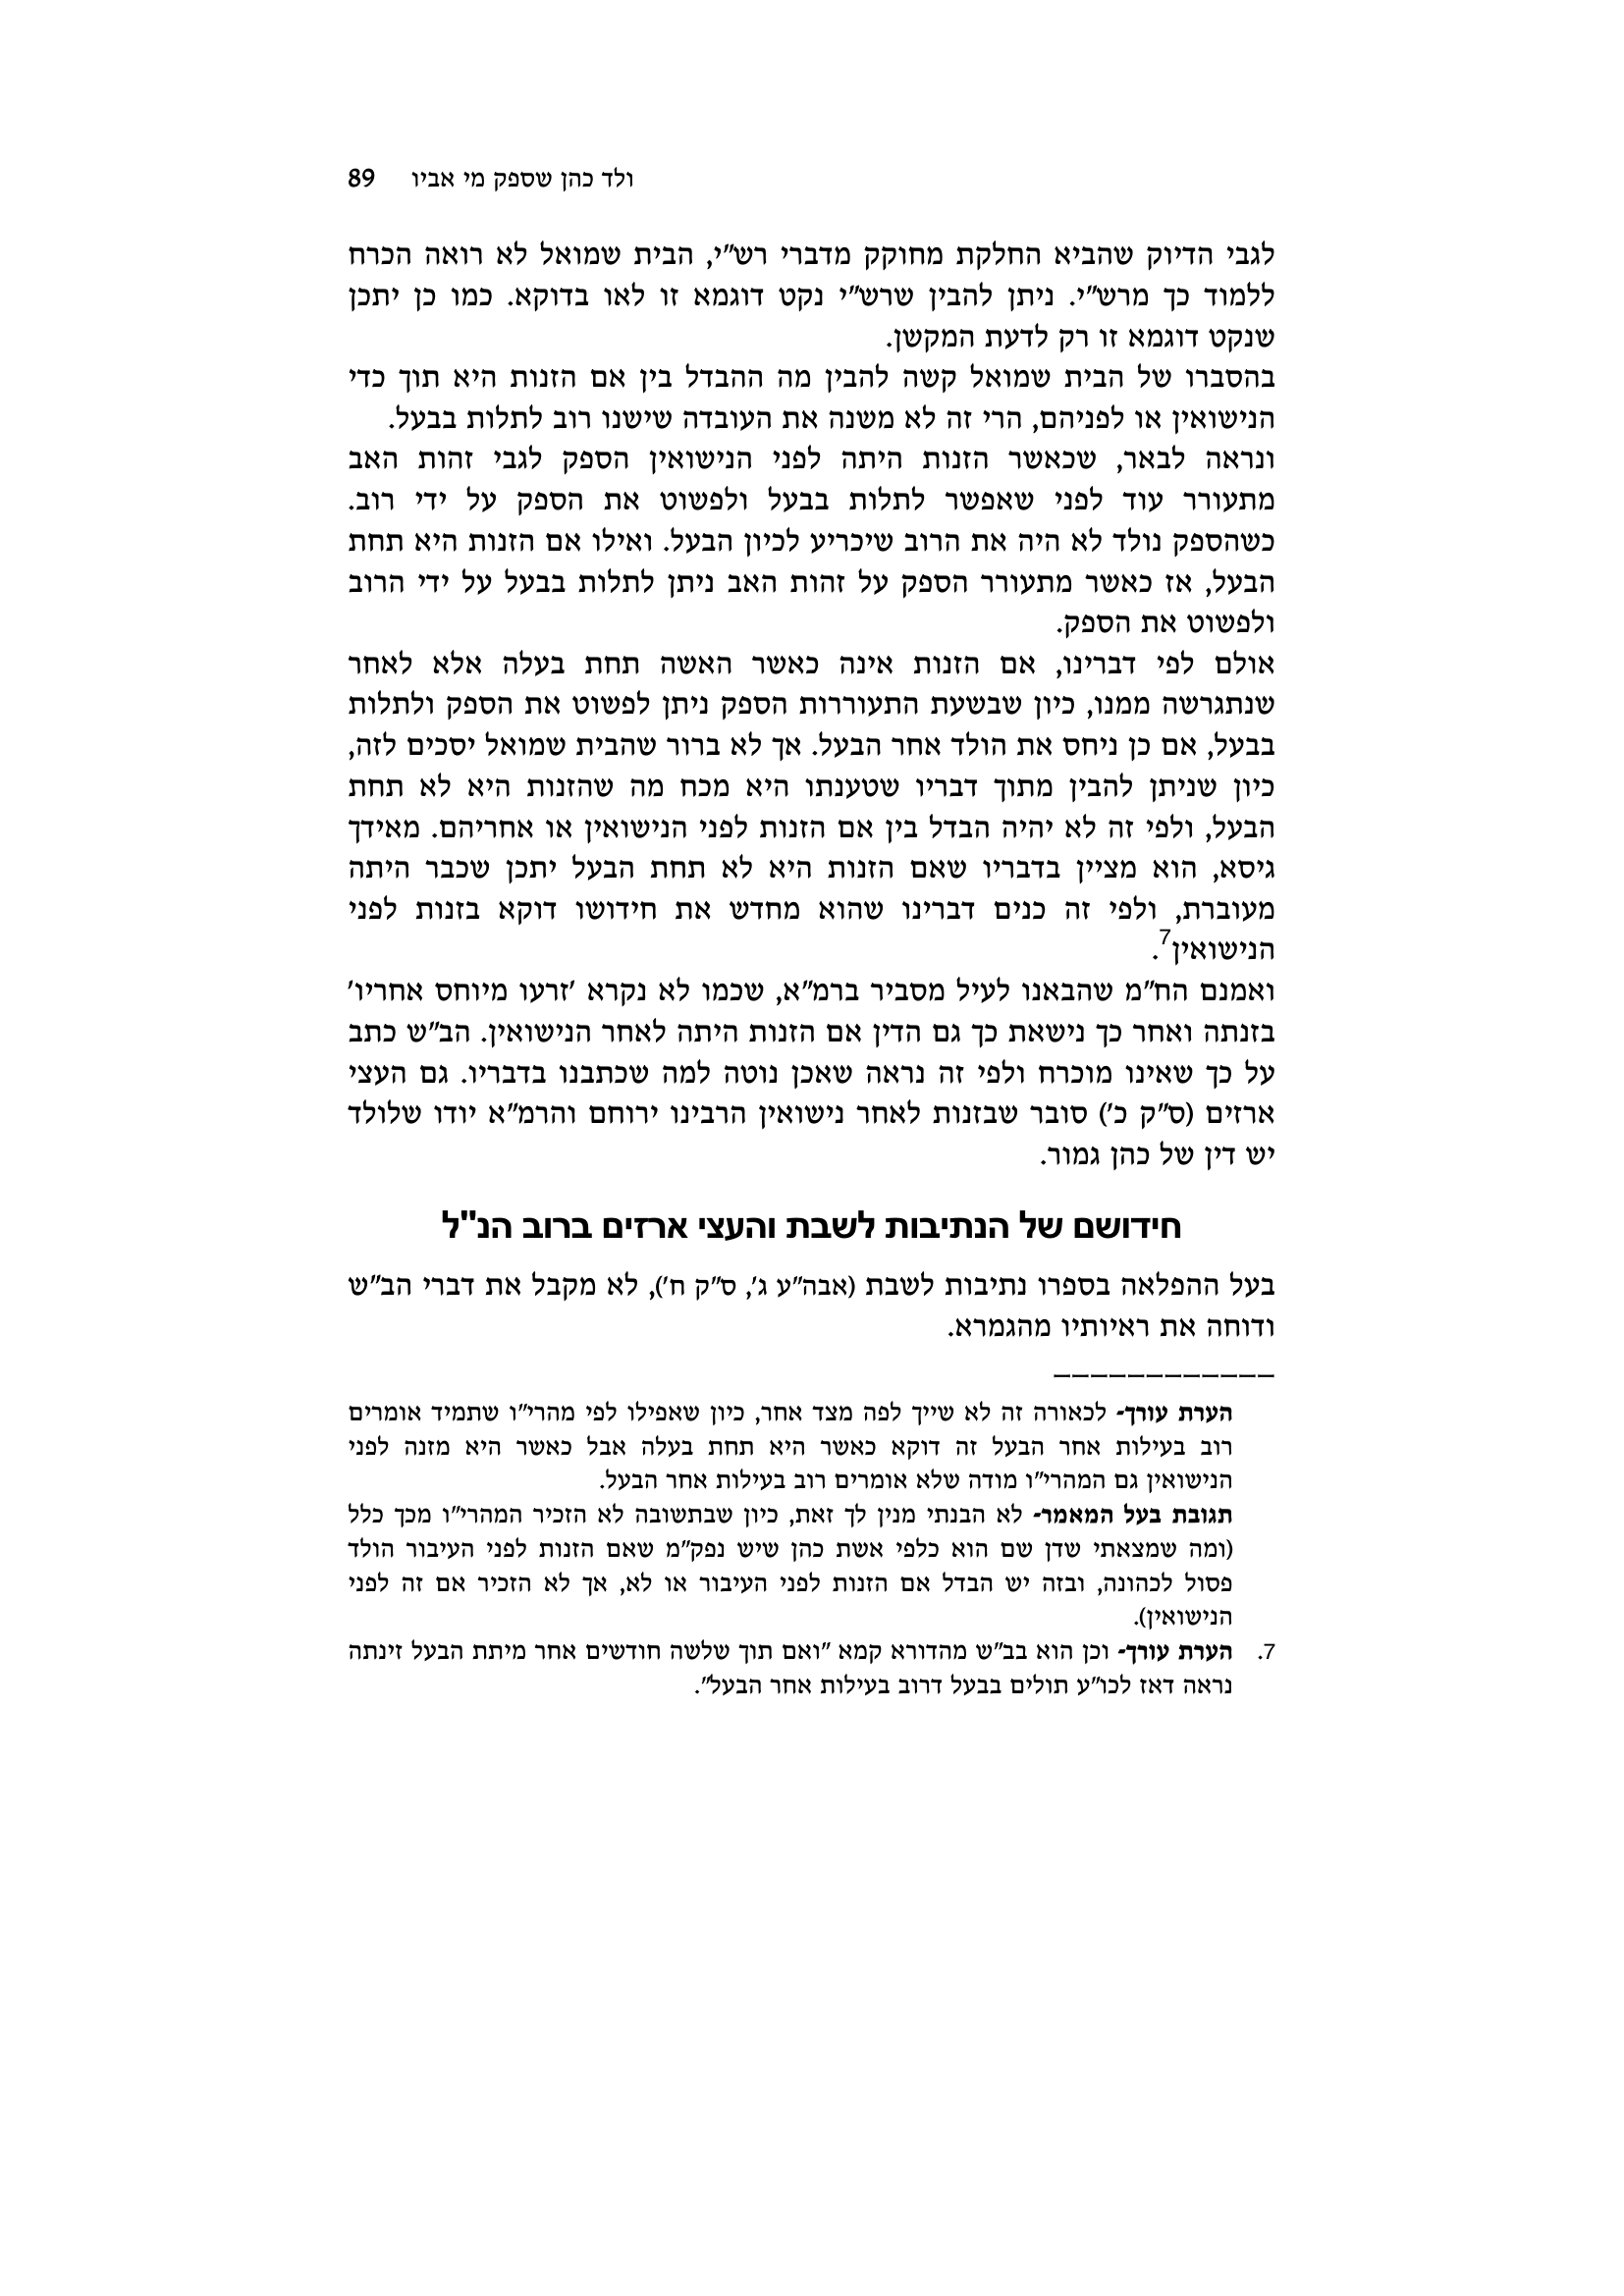 ולד כהן שספק מי אביו 89
לגבי הדיוק שהביא החלקת מחוקק מדברי רש"י, הבית שמואל לא רואה הכרח
ללמוד כך מרש"י. ניתן להבין שרש"י נקט דוגמא זו לאו בדוקא. כמו כן יתכן
שנקט דוגמא זו רק לדעת המקשן.
בהסברו של הבית שמואל קשה להבין מה ההבדל בין אם הזנות היא תוך כדי
הנישואין או לפניהם, הרי זה לא משנה את העובדה שישנו רוב לתלות בבעל.
ונראה לבאר, שכאשר הזנות היתה לפני הנישואין הספק לגבי זהות האב
מתעורר עוד לפני שאפשר לתלות בבעל ולפשוט את הספק על ידי רוב.
כשהספק נולד לא היה את הרוב שיכריע לכיון הבעל. ואילו אם הזנות היא תחת
הבעל, אז כאשר מתעורר הספק על זהות האב ניתן לתלות בבעל על ידי הרוב
ולפשוט את הספק.
אולם לפי דברינו, אם הזנות אינה כאשר האשה תחת בעלה אלא לאחר
שנתגרשה ממנו, כיון שבשעת התעוררות הספק ניתן לפשוט את הספק ולתלות
בבעל, אם כן ניחס את הולד אחר הבעל. אך לא ברור שהבית שמואל יסכים לזה,
כיון שניתן להבין מתוך דבריו שטענתו היא מכח מה שהזנות היא לא תחת
הבעל, ולפי זה לא יהיה הבדל בין אם הזנות לפני הנישואין או אחריהם. מאידך
גיסא, הוא מציין בדבריו שאם הזנות היא לא תחת הבעל יתכן שכבר היתה
מעוברת, ולפי זה כנים דברינו שהוא מחדש את חידושו דוקא בזנות לפני
הנישואין7.
ואמנם הח"מ שהבאנו לעיל מסביר ברמ"א, שכמו לא נקרא 'זרעו מיוחס אחריו'
בזנתה ואחר כך נישאת כך גם הדין אם הזנות היתה לאחר הנישואין. הב"ש כתב
על כך שאינו מוכרח ולפי זה נראה שאכן נוטה למה שכתבנו בדבריו. גם העצי
ארזים (ס"ק כ') סובר שבזנות לאחר נישואין הרבינו ירוחם והרמ"א יודו שלולד
יש דין של כהן גמור.
חידושם של הנתיבות לשבת והעצי ארזים ברוב הנ"ל
בעל ההפלאה בספרו נתיבות לשבת (אבה"ע ג', ס"ק ח'), לא מקבל את דברי הב"ש
ודוחה את ראיותיו מהגמרא.
הערת עורך- לכאורה זה לא שייך לפה מצד אחר, כיון שאפילו לפי מהרי"ו שתמיד אומרים
רוב בעילות אחר הבעל זה דוקא כאשר היא תחת בעלה אבל כאשר היא מזנה לפני
הנישואין גם המהרי"ו מודה שלא אומרים רוב בעילות אחר הבעל.
תגובת בעל המאמר- לא הבנתי מנין לך זאת, כיון שבתשובה לא הזכיר המהרי"ו מכך כלל
(ומה שמצאתי שדן שם הוא כלפי אשת כהן שיש נפק"מ שאם הזנות לפני העיבור הולד
פסול לכהונה, ובזה יש הבדל אם הזנות לפני העיבור או לא, אך לא הזכיר אם זה לפני
הנישואין).
7. הערת עורך- וכן הוא בב"ש מהדורא קמא "ואם תוך שלשה חודשים אחר מיתת הבעל זינתה
נראה דאז לכו"ע תולים בבעל דרוב בעילות אחר הבעל".